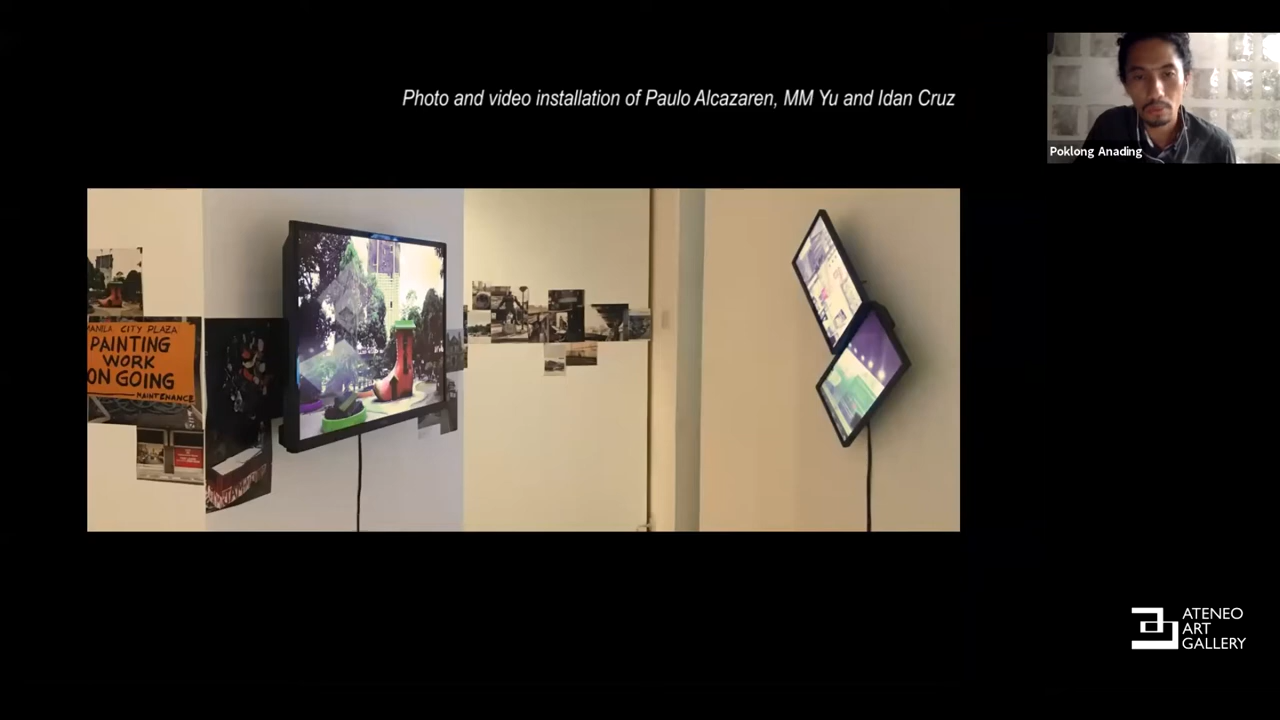 Photo and video installation of Paulo Alcazaren, MM Yu and Idan Cruz
Poklong Anading
MANILA CITY PLAZA
PAINTING
WORK
ON GOING
MAINTENANCE
ATENEO
ART
GALLERY